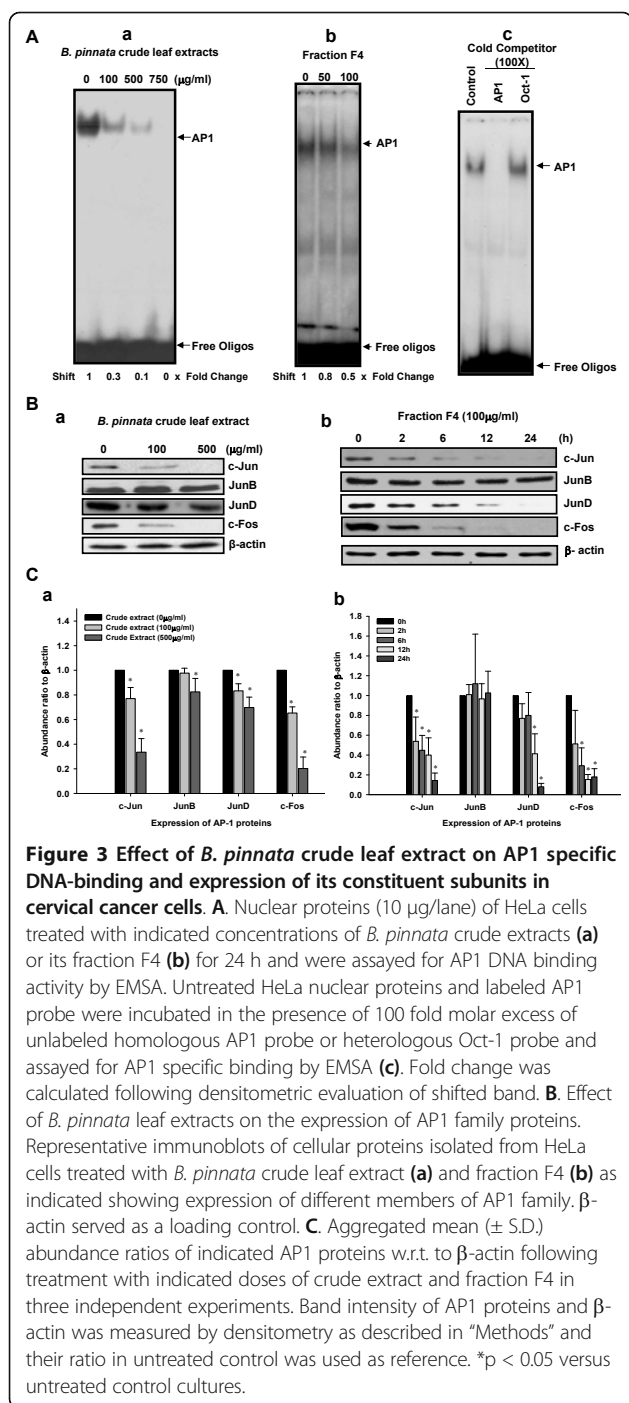 A
a
B. pinnata crude leaf extracts
0 100 500 750 (μg/ml)
AP1
Free Oligos
Shift 1 0.3 0.1 0 x Fold Change
b
Fraction F4
0 50 100
AP1
Free oligos
Shift 1 0.8 0.5 x Fold Change
c
Cold Competitor
(100X)
Control AP1 Oct-1
AP1
Free Oligos
B
a
B. pinnata crude leaf extract
0 100 500 (μg/ml)
c-Jun
JunB
JunD
c-Fos
β-actin
b
Fraction F4 (100μg/ml)
0 2 6 12 24 (h)
c-Jun
JunB
JunD
c-Fos
β- actin
C
a
Crude extract (0μg/ml)
Crude extract (100μg/ml)
Crude Extract (500μg/ml)
Abundance ratio to β-actin
1.4
1.2
1.0
0.8
0.6
0.4
0.2
0.0
* * * * * * *
c-Jun JunB JunD c-Fos
Expression of AP-1 proteins
b
0h
2h
6h
12h
24h
Abundance ratio to β-actin
1.8
1.6
1.4
1.2
1.0
0.8
0.6
0.4
0.2
0.0
* * * * * * * * *
c-Jun JunB JunD c-Fos
Expression of AP-1 proteins
Figure 3 Effect of B. pinnata crude leaf extract on AP1 specific
DNA-binding and expression of its constituent subunits in
cervical cancer cells. A. Nuclear proteins (10 μg/lane) of HeLa cells
treated with indicated concentrations of B. pinnata crude extracts (a)
or its fraction F4 (b) for 24 h and were assayed for AP1 DNA binding
activity by EMSA. Untreated HeLa nuclear proteins and labeled AP1
probe were incubated in the presence of 100 fold molar excess of
unlabeled homologous AP1 probe or heterologous Oct-1 probe and
assayed for AP1 specific binding by EMSA (c). Fold change was
calculated following densitometric evaluation of shifted band. B. Effect
of B. pinnata leaf extracts on the expression of AP1 family proteins.
Representative immunoblots of cellular proteins isolated from HeLa
cells treated with B. pinnata crude leaf extract (a) and fraction F4 (b) as
indicated showing expression of different members of AP1 family. β-
actin served as a loading control. C. Aggregated mean (± S.D.)
abundance ratios of indicated AP1 proteins w.r.t. to β-actin following
treatment with indicated doses of crude extract and fraction F4 in
three independent experiments. Band intensity of AP1 proteins and β-
actin was measured by densitometry as described in "Methods" and
their ratio in untreated control was used as reference. *p < 0.05 versus
untreated control cultures.